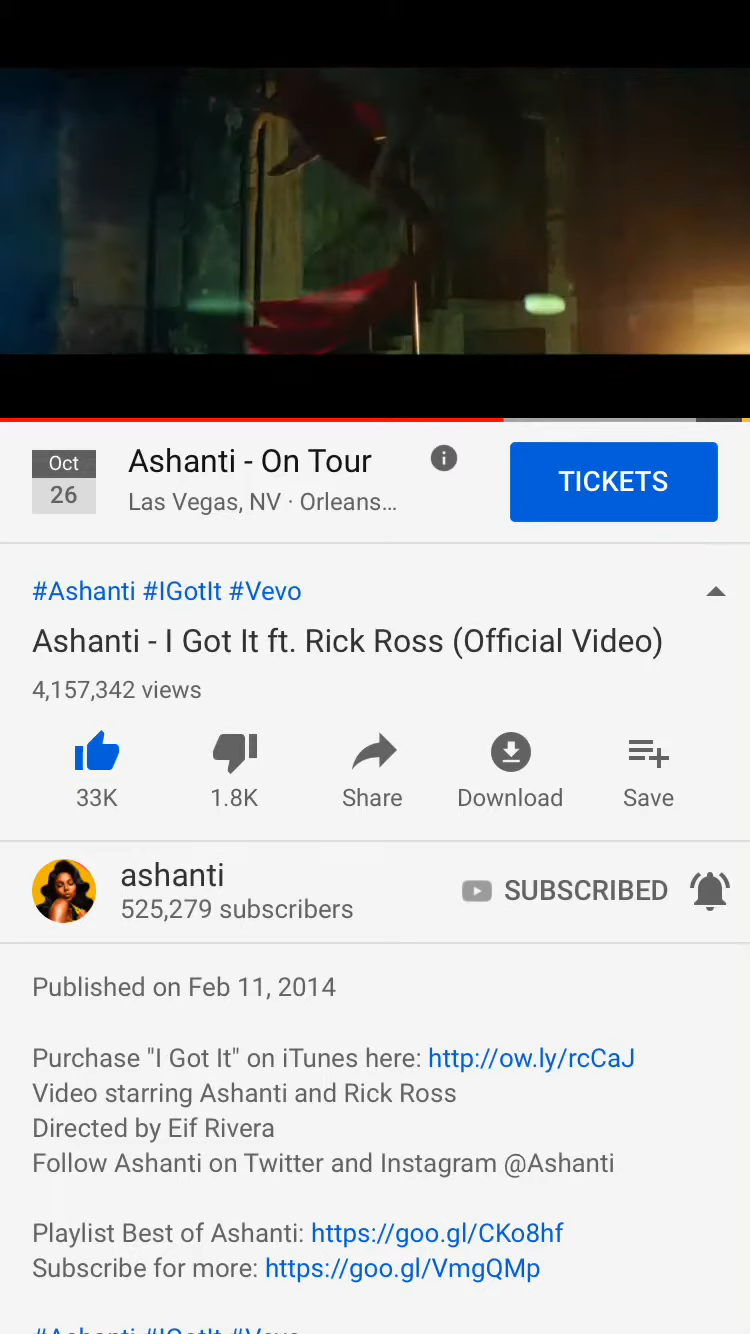 Oct
26
Ashanti - On Tour
Las Vegas, NV · Orleans...
TICKETS
#Ashanti #IGotIt #Vevo
Ashanti - I Got It ft. Rick Ross (Official Video)
4,157,342 views
33K
1.8K
Share
Download
Save
ashanti
525,279 subscribers
SUBSCRIBED
Published on Feb 11, 2014
Purchase "I Got It" on iTunes here: http://ow.ly/rcCaJ
Video starring Ashanti and Rick Ross
Directed by Eif Rivera
Follow Ashanti on Twitter and Instagram @Ashanti
Playlist Best of Ashanti: https://goo.gl/CKo8hf
Subscribe for more: https://goo.gl/VmgQMp
#Ashanti #IGotIt #Vevo